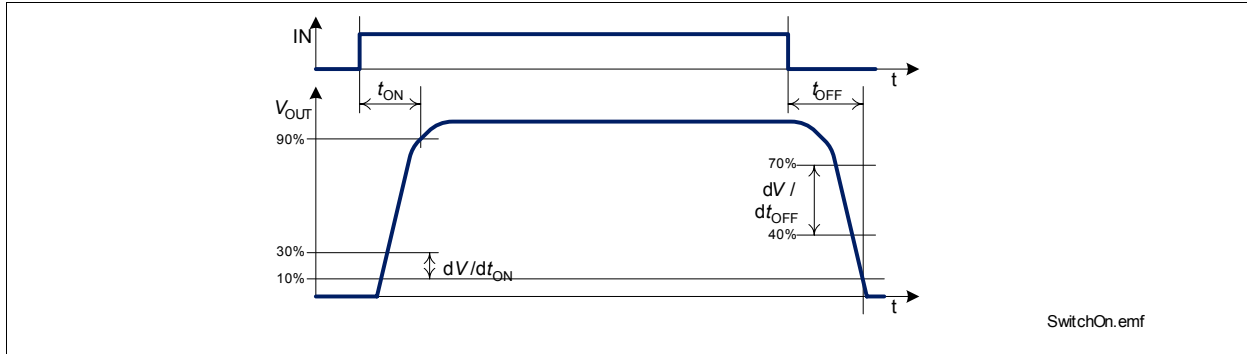 IN
t
tON
tOFF
VOUT
90%
70%
dV /
dtOFF
40%
30%
dV/dtON
10%
t
SwitchOn.emf